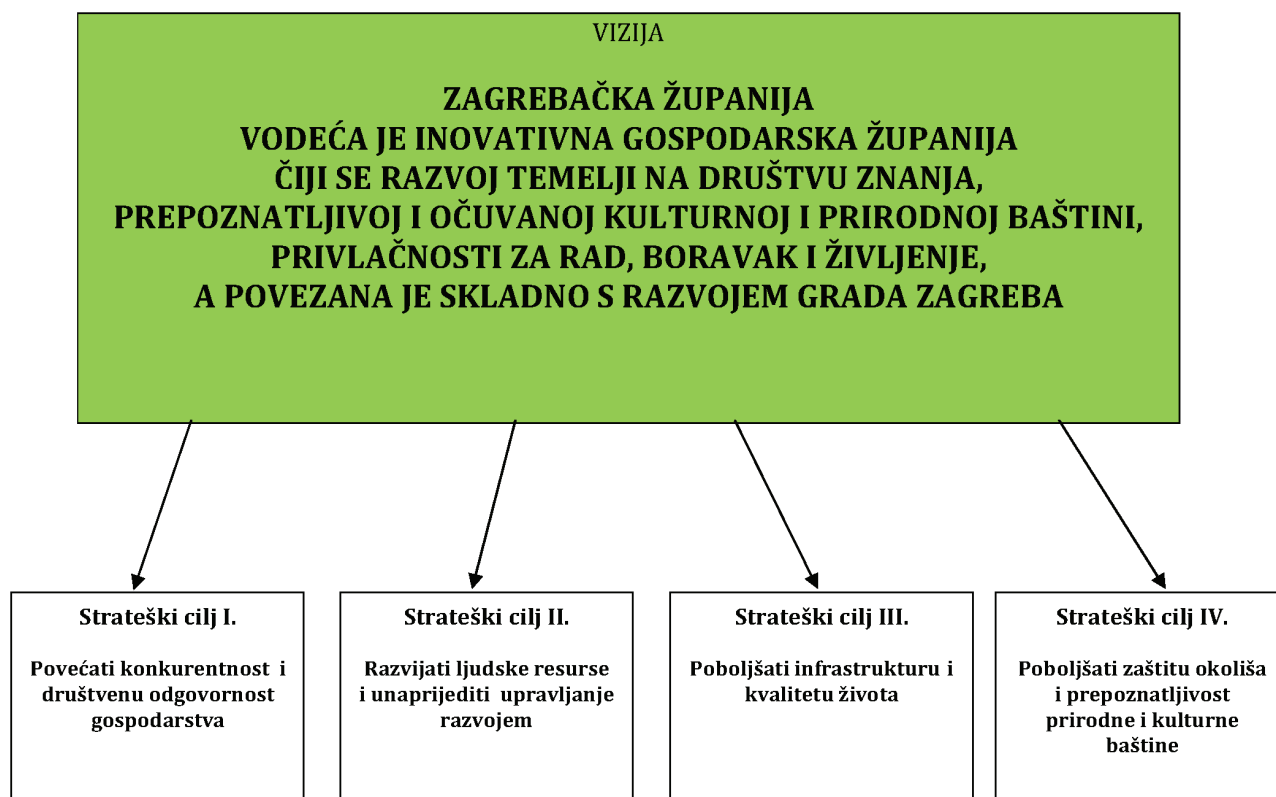 VIZIJA
ZAGREBAČKA ŽUPANIJA
VODEĆA JE INOVATIVNA GOSPODARSKA ŽUPANIJA
ČIJI SE RAZVOJ TEMELJI NA DRUŠTVU ZNANJA,
PREPOZNATLJIVOJ I OČUVANOJ KULTURNOJ I PRIRODNOJ BAŠTINI,
PRIVLAČNOSTI ZA RAD, BORAVAK I ŽIVLJENJE,
A POVEZANA JE SKLADNO S RAZVOJEM GRADA ZAGREBA
Strateški cilj I.
Povećati konkurentnost i
društvenu odgovornost
gospodarstva
Strateški cilj II.
Razvijati ljudske resurse
i unaprijediti upravljanje
razvojem
Strateški cilj III.
Poboljšati infrastrukturu i
kvalitetu života
Strateški cilj IV.
Poboljšati zaštitu okoliša
i prepoznatljivost
prirodne i kulturne
baštine